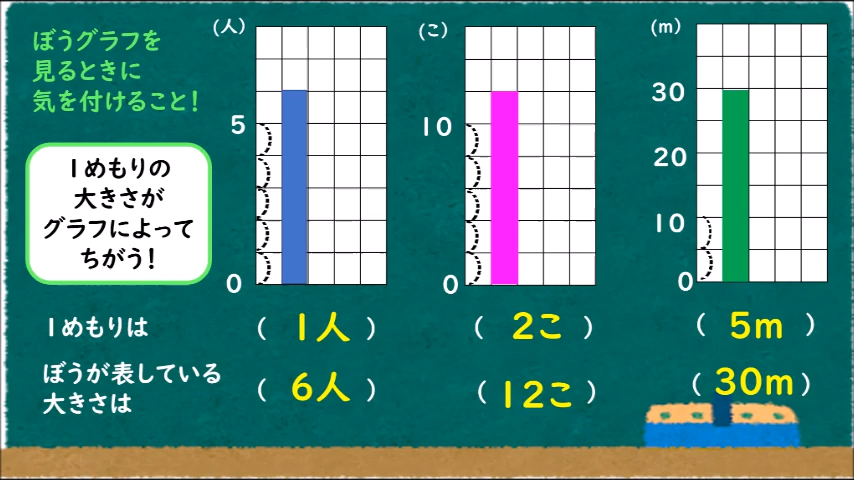 ぼうグラフを
見るときに
気を付けること!
1めもりの
大きさが
グラフによって
ちがう!
(人)
5
0
(こ)
10
0
(m)
30
20
10
0
1めもりは
( 1人 )
( 2こ )
( 5m )
ぼうが表している
大きさは
( 6人 )
( 12こ )
( 30m )